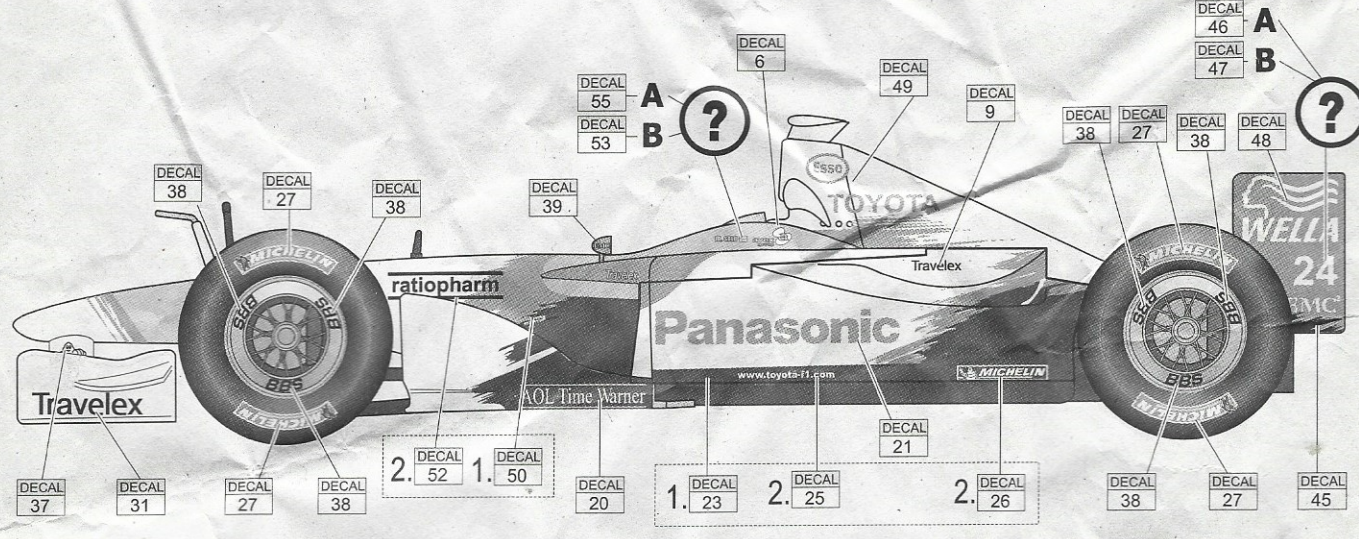 DECAL
46
A
DECAL
47
B
?
DECAL
6
DECAL
55
A
DECAL
53
B
?
DECAL
49
DECAL
9
DECAL
38
DECAL
27
DECAL
38
DECAL
48
DECAL
38
DECAL
27
DECAL
38
DECAL
39
Esso
TOYOTA
WELLA
24
EMC²
MICHELIN
BBS
BBS
BBS
MICHELIN
ratiopharm
Travelex
Travelex
Panasonic
www.toyota-f1.com
MICHELIN
AOL Time Warner
Travelex
MICHELIN
BBS
BBS
BBS
MICHELIN
DECAL
37
DECAL
31
DECAL
27
DECAL
38
2.
DECAL
52
1.
DECAL
50
DECAL
20
1.
DECAL
23
2.
DECAL
25
2.
DECAL
26
DECAL
21
DECAL
38
DECAL
27
DECAL
45